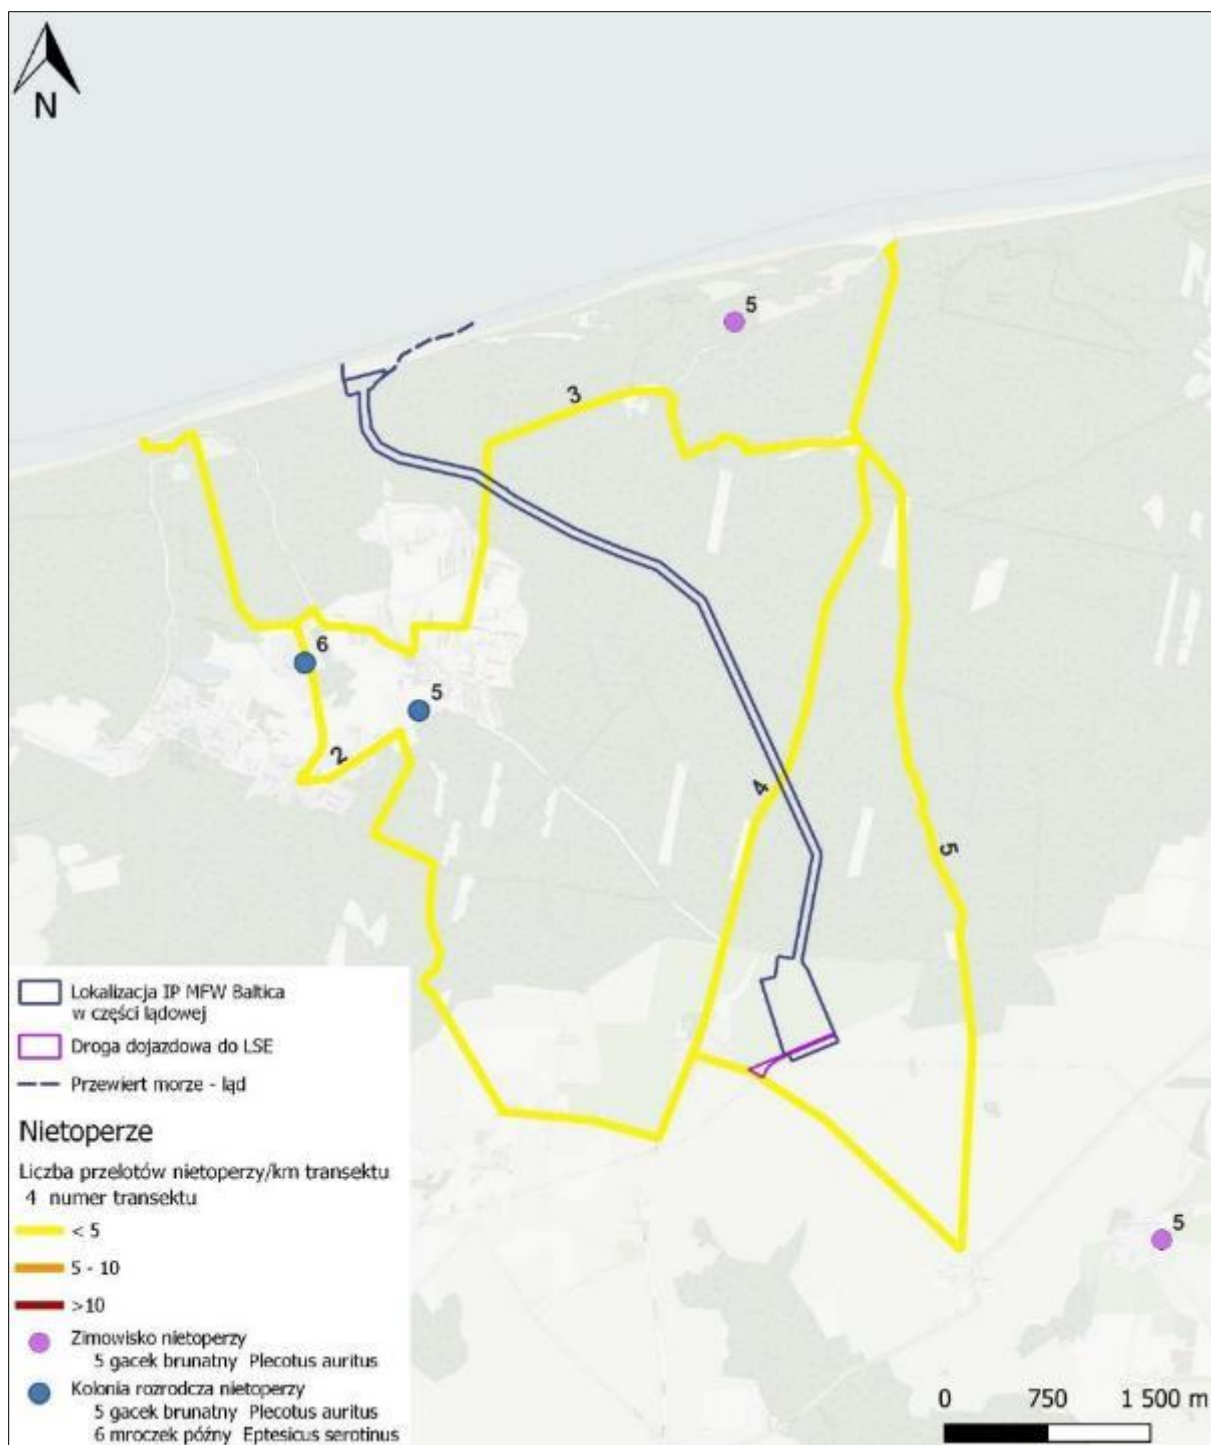 N
5
3
6
5
2
4
5
Lokalizacja IP MFW Baltica
w części lądowej
Droga dojazdowa do LSE
Przewiert morze - ląd
Nietoperze
Liczba przelotów nietoperzy/km transektu
4 numer transektu
< 5
5 - 10
>10
Zimowisko nietoperzy
5 gacek brunatny Plecotus auritus
Kolonia rozrodcza nietoperzy
5 gacek brunatny Plecotus auritus
6 mroczek późny Eptesicus serotinus
5
0 750 1 500 m